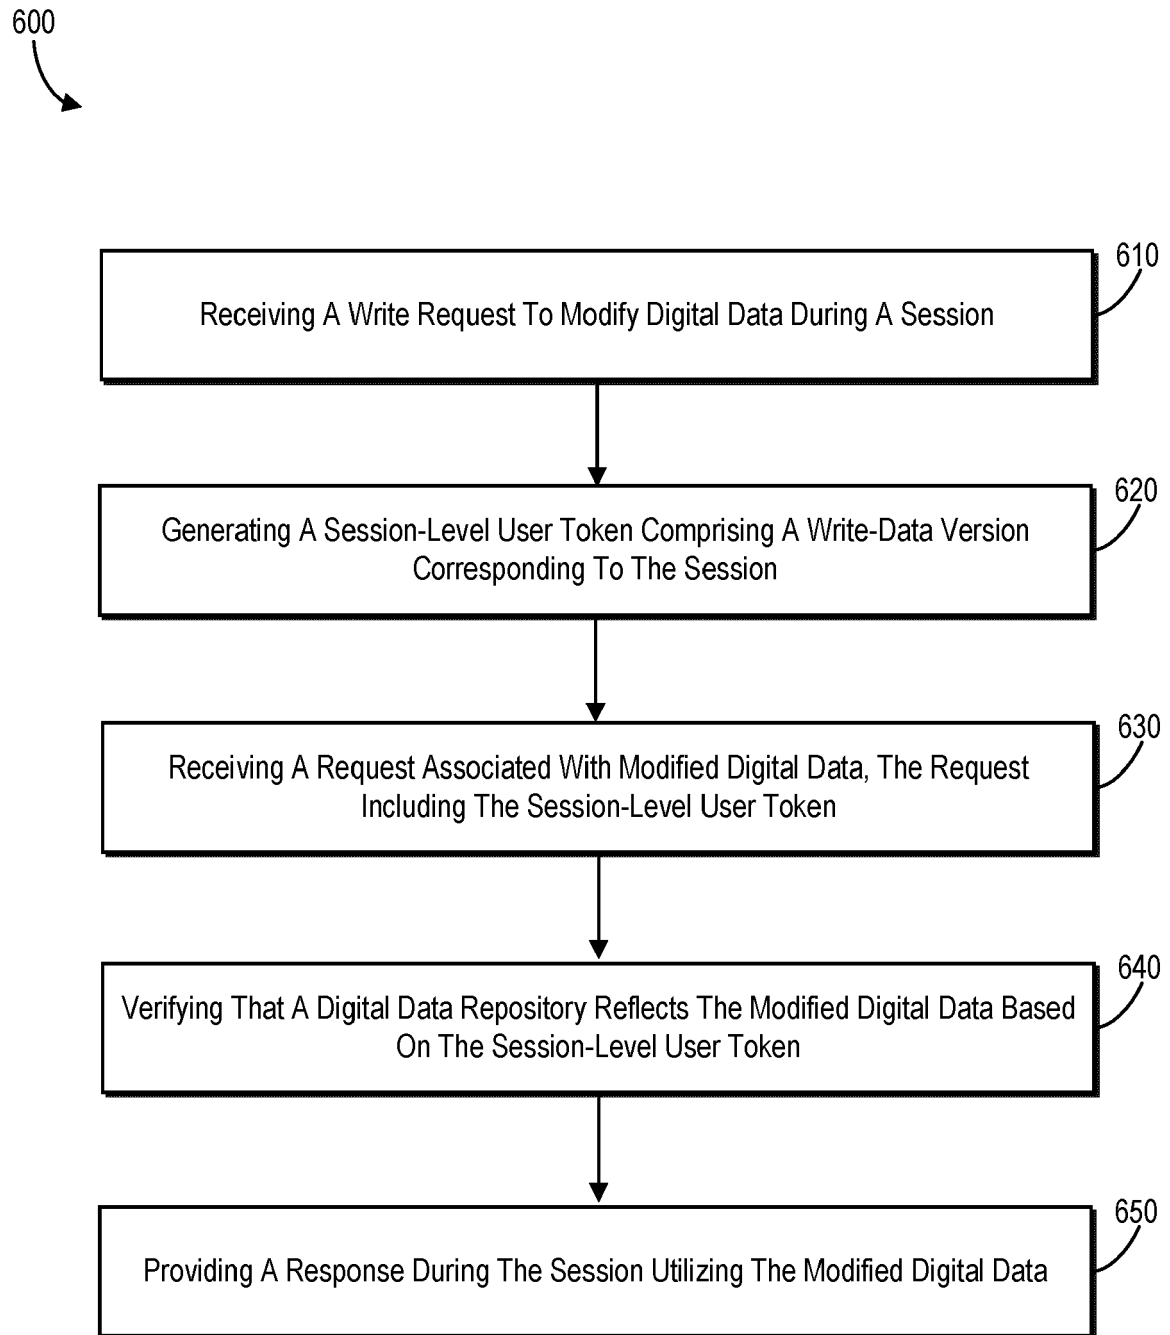 600
610
Receiving A Write Request To Modify Digital Data During A Session
620
Generating A Session-Level User Token Comprising A Write-Data Version
Corresponding To The Session
630
Receiving A Request Associated With Modified Digital Data, The Request
Including The Session-Level User Token
640
Verifying That A Digital Data Repository Reflects The Modified Digital Data Based
On The Session-Level User Token
650
Providing A Response During The Session Utilizing The Modified Digital Data